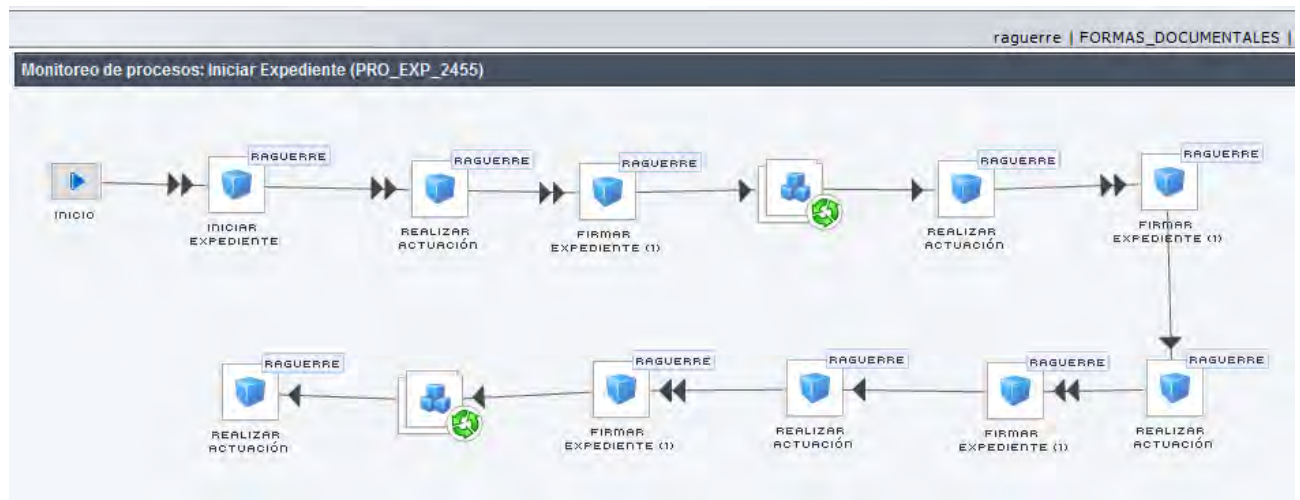 raguerre | FORMAS_DOCUMENTALES |
Monitoreo de procesos: Iniciar Expediente (PRO_EXP_2455)
RAGUERRE
RAGUERRE
RAGUERRE
RAGUERRE
RAGUERRE
INICIO
INICIAR
EXPEDIENTE
REALIZAR
ACTUACIÓN
FIRMAR
EXPEDIENTE (1)
REALIZAR
ACTUACIÓN
FIRMAR
EXPEDIENTE (1)
RAGUERRE
RAGUERRE
RAGUERRE
RAGUERRE
RAGUERRE
REALIZAR
ACTUACIÓN
FIRMAR
EXPEDIENTE (1)
REALIZAR
ACTUACIÓN
FIRMAR
EXPEDIENTE (1)
REALIZAR
ACTUACIÓN